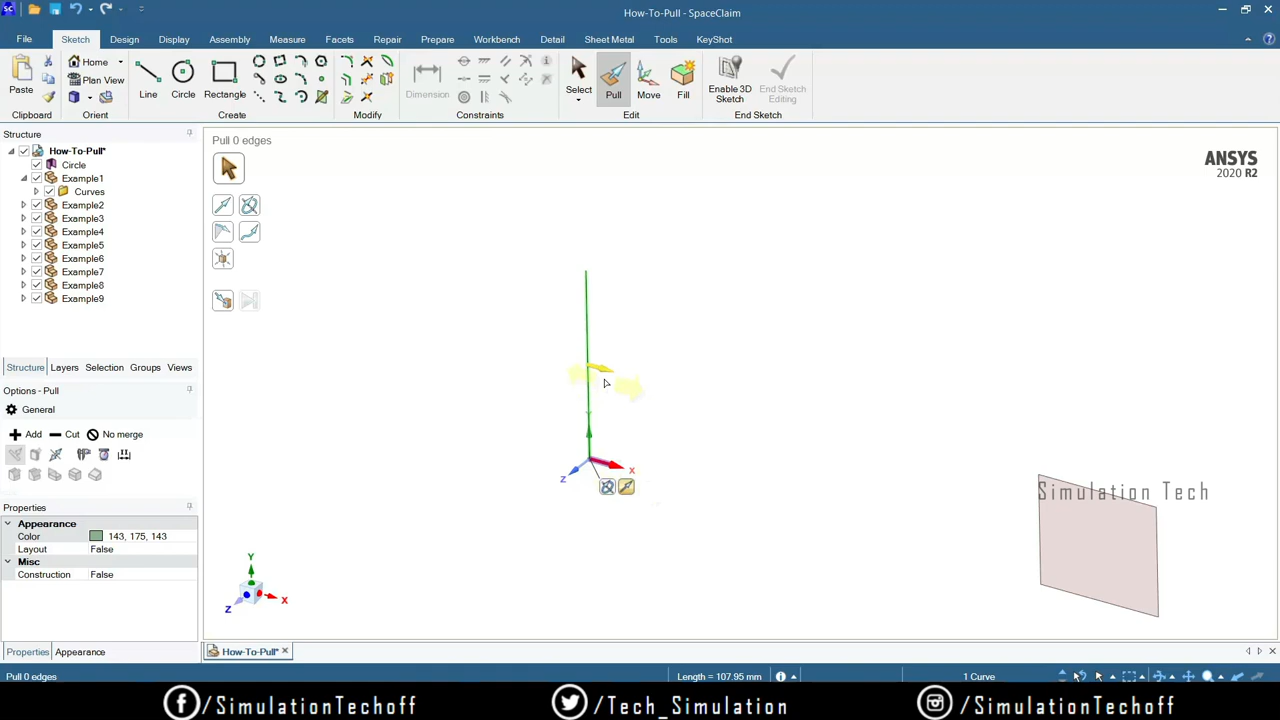 How-To-Pull - SpaceClaim
File Sketch Design Display Assembly Measure Facets Repair Prepare Workbench Detail Sheet Metal Tools KeyShot
Paste
Home
Plan View
Line Circle Rectangle
Dimension
Select Pull Move Fill
Enable 3D Sketch
End Sketch Editing
Clipboard Orient Create Modify Constraints Edit End Sketch
Structure
How-To-Pull*
Circle
Example1
Curves
Example2
Example3
Example4
Example5
Example6
Example7
Example8
Example9
Structure Layers Selection Groups Views
Options - Pull
General
Add Cut No merge
Properties
Appearance
Color 143, 175, 143
Layout False
Misc
Construction False
Properties Appearance
Pull 0 edges
ANSYS
2020 R2
X
Z
Simulation Tech
Y
X
Z
How-To-Pull*
Pull 0 edges Length = 107.95 mm 1 Curve
/SimulationTechoff /Tech_Simulation /SimulationTechoff